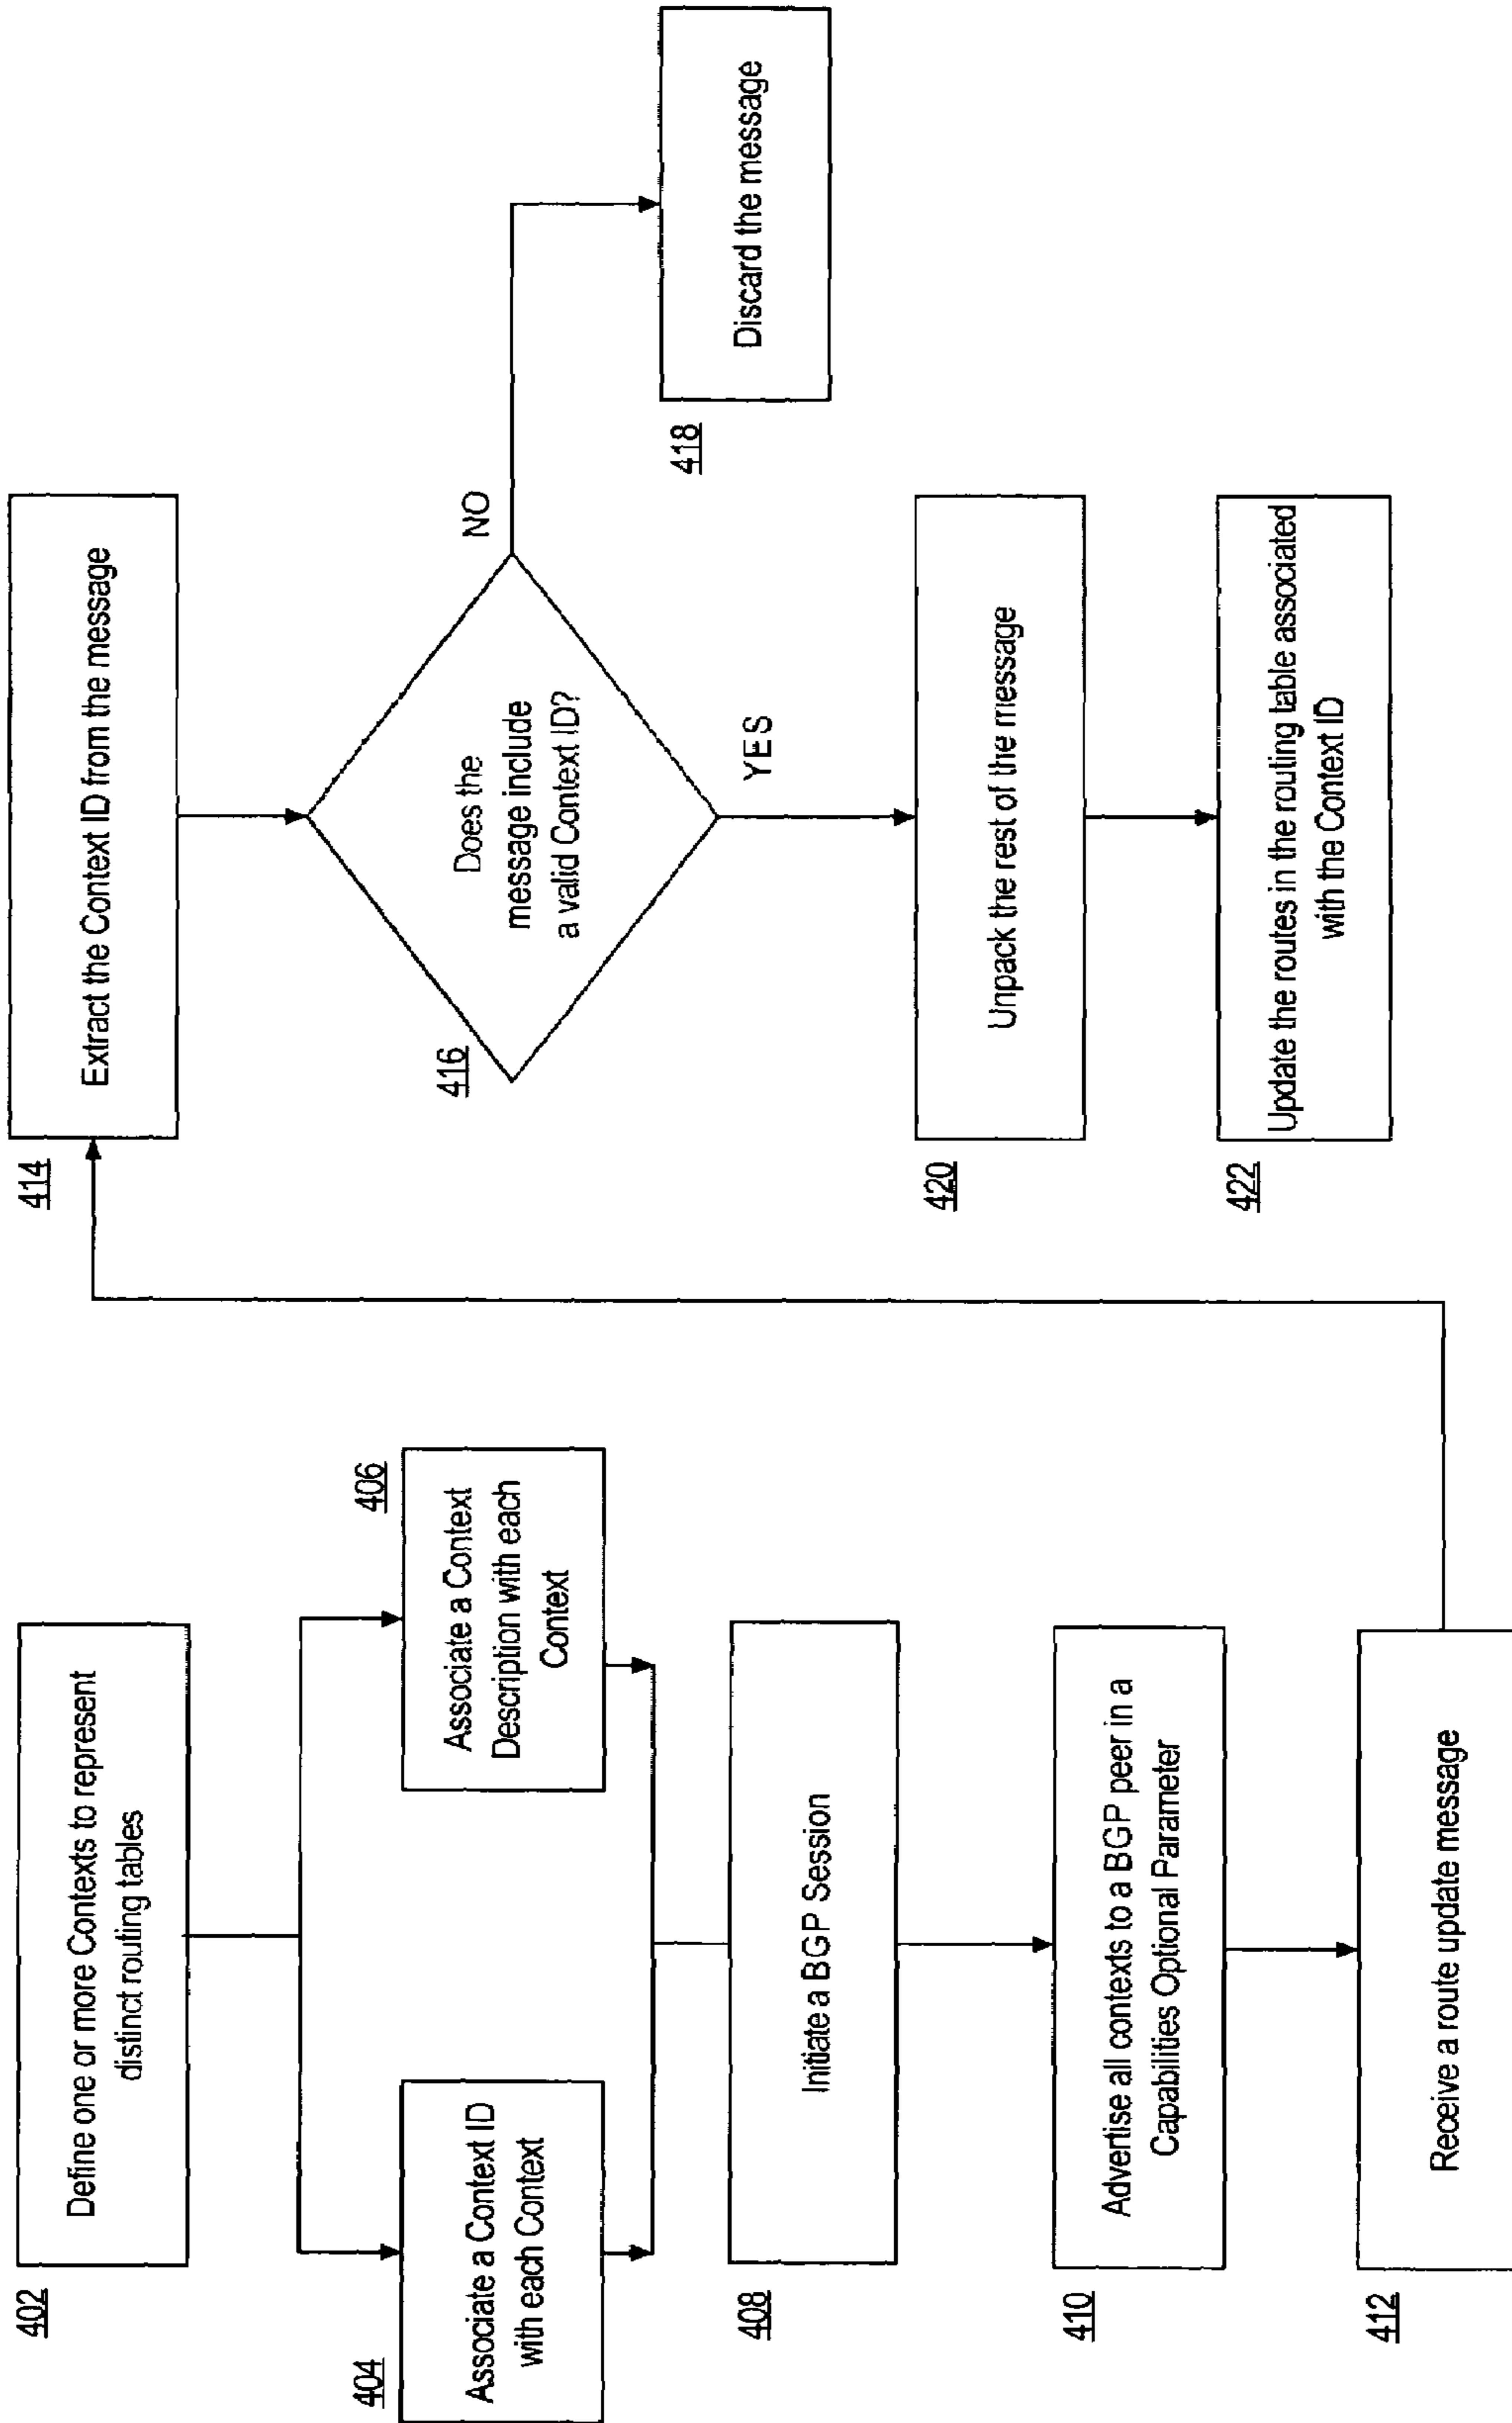 402
Define one or more Contexts to represent
distinct routing tables
404
Associate a Context ID
with each Context
406
Associate a Context
Description with each
Context
408
Initiate a BGP Session
410
Advertise all contexts to a BGP peer in a
Capabilities Optional Parameter
412
Receive a route update message
414
Extract the Context ID from the message
416
Does the
message include
a valid Context ID?
NO
418
Discard the message
YES
420
Unpack the rest of the message
422
Update the routes in the routing table associated
with the Context ID